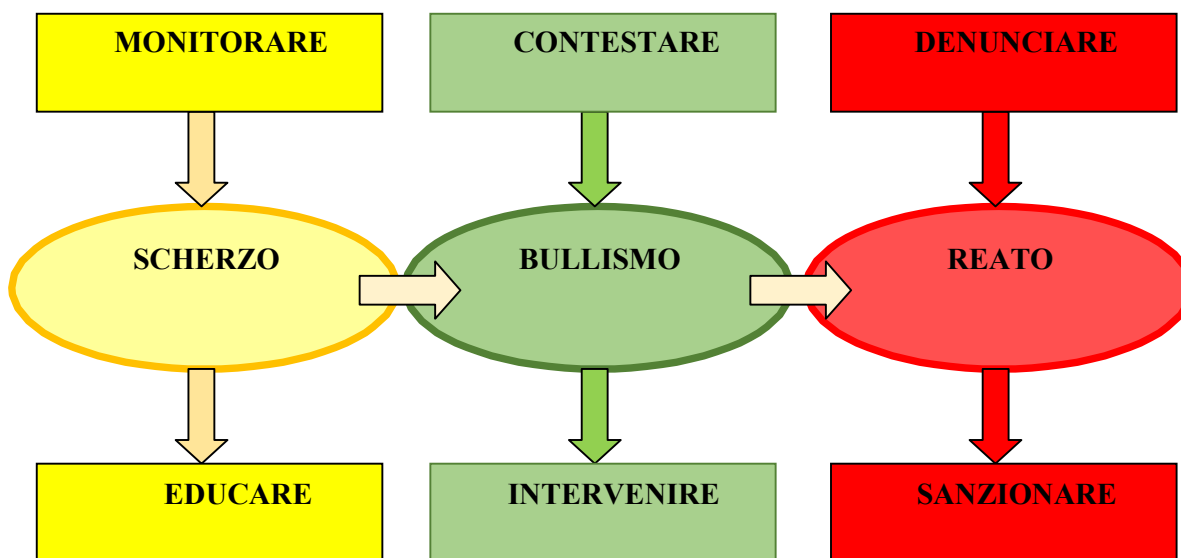 MONITORARE
CONTESTARE
DENUNCIARE
SCHERZO
BULLISMO
REATO
EDUCARE
INTERVENIRE
SANZIONARE